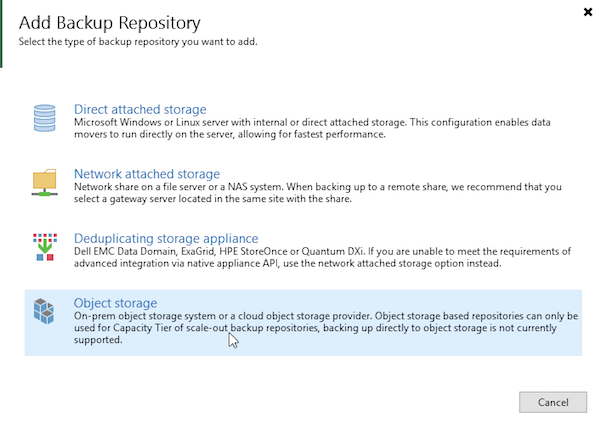 Add Backup Repository
Select the type of backup repository you want to add.
Direct attached storage
Microsoft Windows or Linux server with internal or direct attached storage. This configuration enables data
movers to run directly on the server, allowing for fastest performance.
Network attached storage
Network share on a file server or a NAS system. When backing up to a remote share, we recommend that you
select a gateway server located in the same site with the share.
Deduplicating storage appliance
Dell EMC Data Domain, ExaGrid, HPE StoreOnce or Quantum DXi. If you are unable to meet the requirements of
advanced integration via native appliance API, use the network attached storage option instead.
Object storage
On-prem object storage system or a cloud object storage provider. Object storage based repositories can only be
used for Capacity Tier of scale-out backup repositories, backing up directly to object storage is not currently
supported.
Cancel